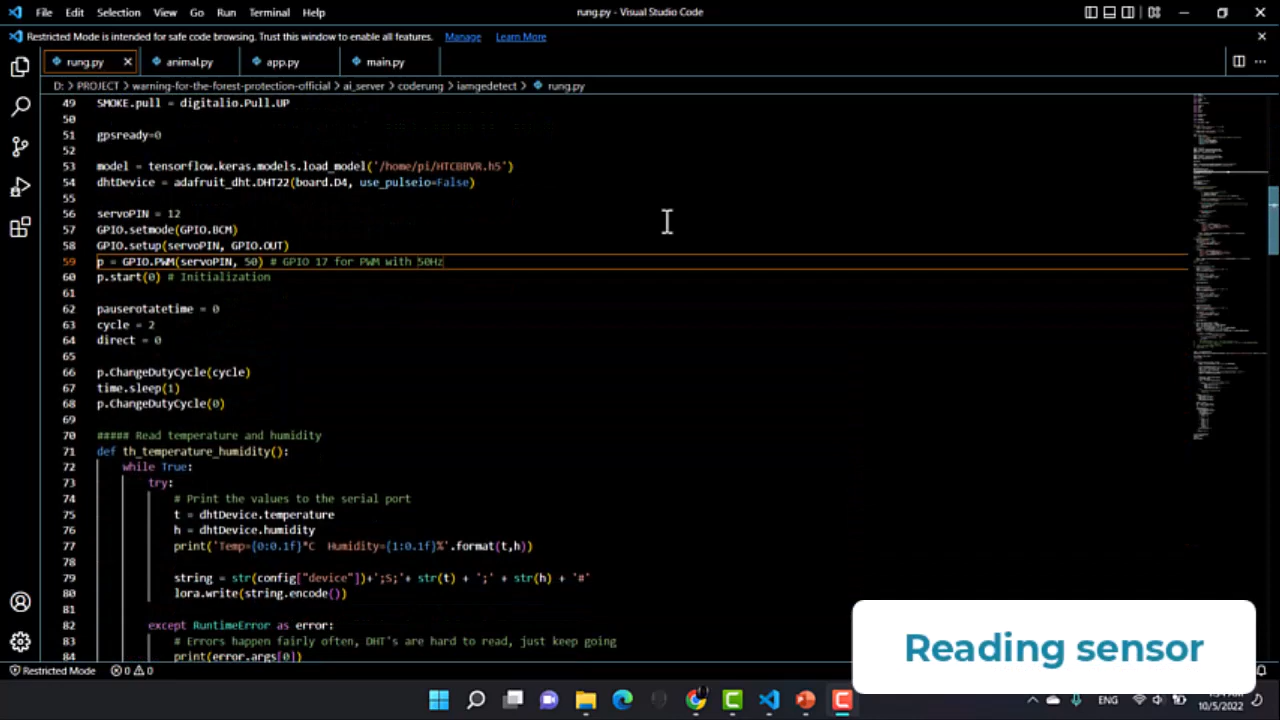 File Edit Selection View Go Run Terminal Help rung.py - Visual Studio Code
Restricted Mode is intended for safe code browsing. Trust this window to enable all features. Manage Learn More
rung.py animal.py app.py main.py
D: > PROJECT > warning-for-the-forest-protection-official > ai_server > coderung > iamgedetect > rung.py
49 SMOKE.pull = digitalio.Pull.UP
50
51 gpsready=0
52
53 model = tensorflow.keras.models.load_model('/home/pi/HTCBBVR.h5')
54 dhtDevice = adafruit_dht.DHT22(board.D4, use_pulseio=False)
55
56 servoPIN = 12
57 GPIO.setmode(GPIO.BCM)
58 GPIO.setup(servoPIN, GPIO.OUT)
59 p = GPIO.PWM(servoPIN, 50) # GPIO 17 for PWM with 50Hz
60 p.start(0) # Initialization
61
62 pauserotatetime = 0
63 cycle = 2
64 direct = 0
65
66 p.ChangeDutyCycle(cycle)
67 time.sleep(1)
68 p.ChangeDutyCycle(0)
69
70 ##### Read temperature and humidity
71 def th_temperature_humidity():
72 while True:
73 try:
74 # Print the values to the serial port
75 t = dhtDevice.temperature
76 h = dhtDevice.humidity
77 print('Temp={0:0.1f}*C  Humidity={1:0.1f}%'.format(t,h))
78
79 string = str(config["device"])+';S;'+ str(t) + ';' + str(h) + '#'
80 lora.write(string.encode())
81
82 except RuntimeError as error:
83 # Errors happen fairly often, DHT's are hard to read, just keep going
84 print(error.args[0])
Reading sensor
Restricted Mode 0 0
ENG
10/5/2022